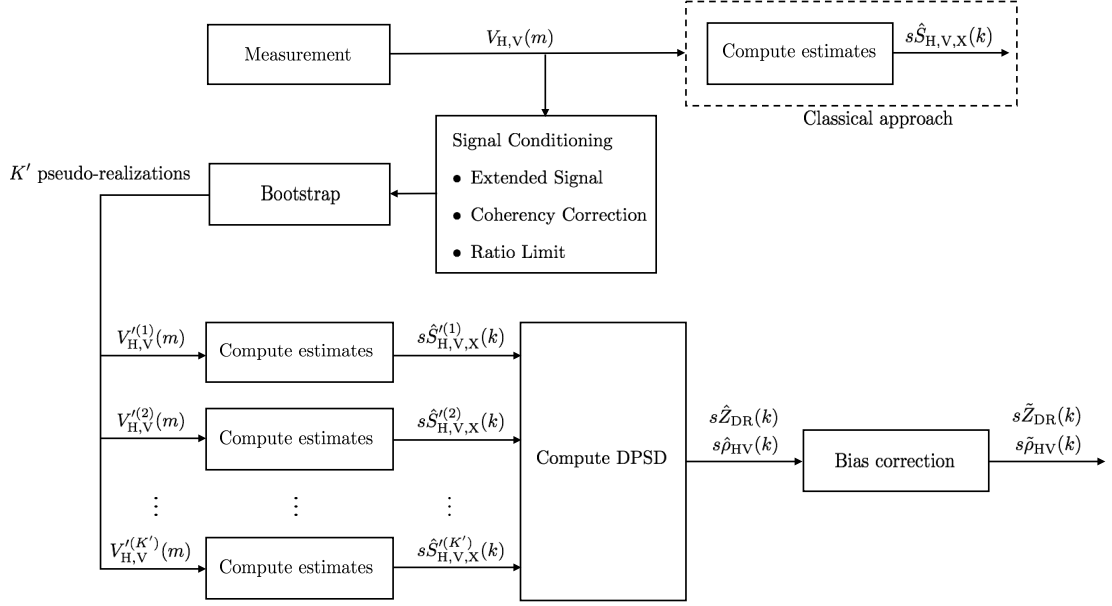 Measurement
V_{H,V}(m)
Compute estimates
sŜ_{H,V,X}(k)
Classical approach
Signal Conditioning
• Extended Signal
• Coherency Correction
• Ratio Limit
K′ pseudo-realizations
Bootstrap
V′^{(1)}_{H,V}(m)
Compute estimates
sŜ′^{(1)}_{H,V,X}(k)
V′^{(2)}_{H,V}(m)
Compute estimates
sŜ′^{(2)}_{H,V,X}(k)
⋮ ⋮ ⋮
V′^{(K′)}_{H,V}(m)
Compute estimates
sŜ′^{(K′)}_{H,V,X}(k)
Compute DPSD
sẐ_{DR}(k)
sρ̂_{HV}(k)
Bias correction
sZ̃_{DR}(k)
sρ̃_{HV}(k)